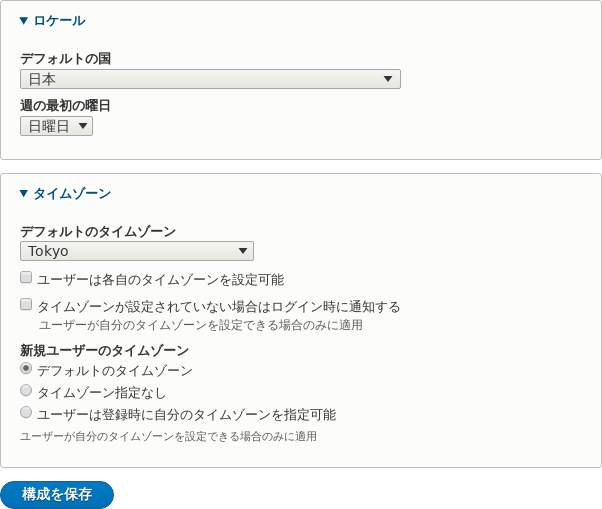 ロケール
デフォルトの国
日本
週の最初の曜日
日曜日
タイムゾーン
デフォルトのタイムゾーン
Tokyo
ユーザーは各自のタイムゾーンを設定可能
タイムゾーンが設定されていない場合はログイン時に通知する
ユーザーが自分のタイムゾーンを設定できる場合のみに適用
新規ユーザーのタイムゾーン
デフォルトのタイムゾーン
タイムゾーン指定なし
ユーザーは登録時に自分のタイムゾーンを指定可能
ユーザーが自分のタイムゾーンを設定できる場合のみに適用
構成を保存